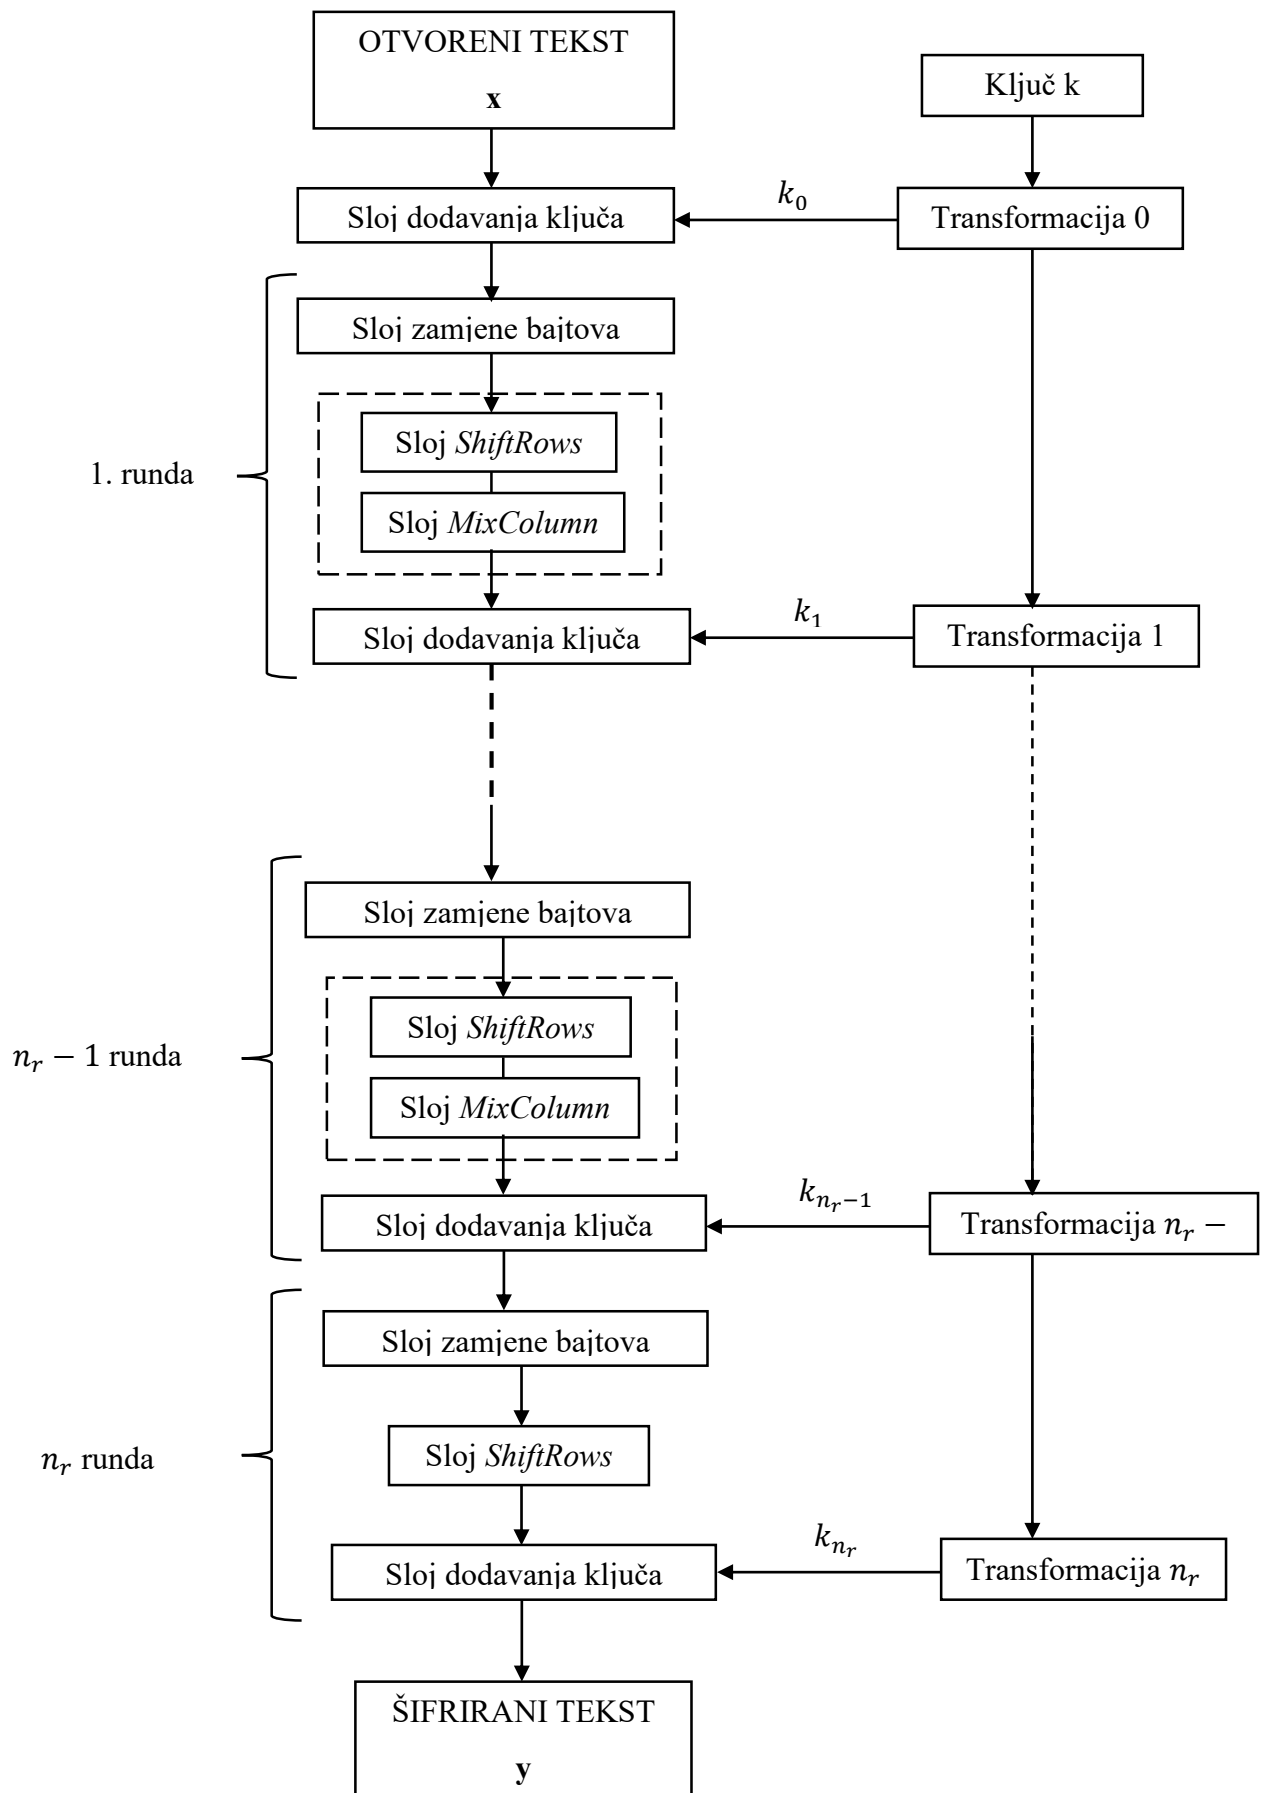 OTVORENI TEKST
x
Ključ k
k₀
Sloj dodavanja ključa
Transformacija 0
Sloj zamjene bajtova
Sloj ShiftRows
1. runda
Sloj MixColumn
k₁
Sloj dodavanja ključa
Transformacija 1
Sloj zamjene bajtova
Sloj ShiftRows
nᵣ − 1 runda
Sloj MixColumn
kₙᵣ₋₁
Sloj dodavanja ključa
Transformacija nᵣ −
Sloj zamjene bajtova
Sloj ShiftRows
nᵣ runda
kₙᵣ
Sloj dodavanja ključa
Transformacija nᵣ
ŠIFRIRANI TEKST
y